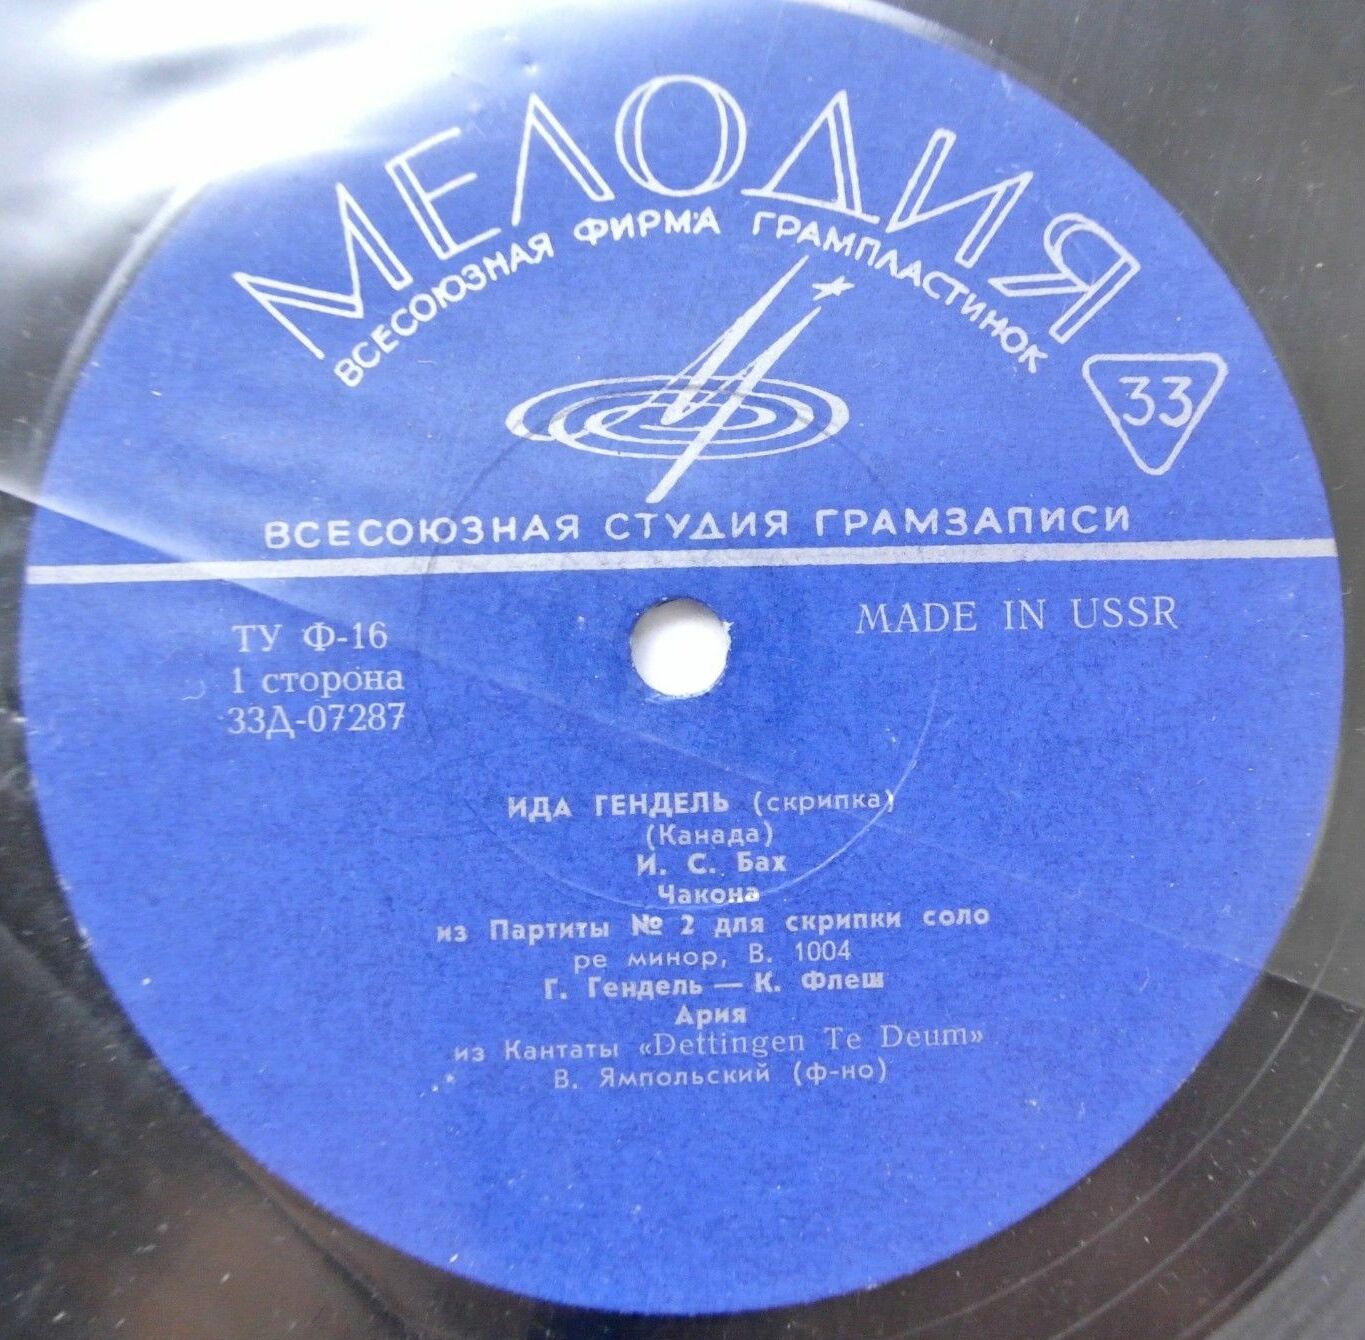 МЕЛОДИЯ
ВСЕСОЮЗНАЯ ФИРМА ГРАМПЛАСТИНОК
33
ВСЕСОЮЗНАЯ СТУДИЯ ГРАМЗАПИСИ
ТУ Ф-16
MADE IN USSR
1 сторона
33Д-07287
ИДА ГЕНДЕЛЬ (скрипка)
(Канада)
И. С. Бах
Чакона
из Партиты № 2 для скрипки соло
ре минор, В. 1004
Г. Гендель — К. Флеш
Ария
из Кантаты «Dettingen Te Deum»
В. Ямпольский (ф-но)